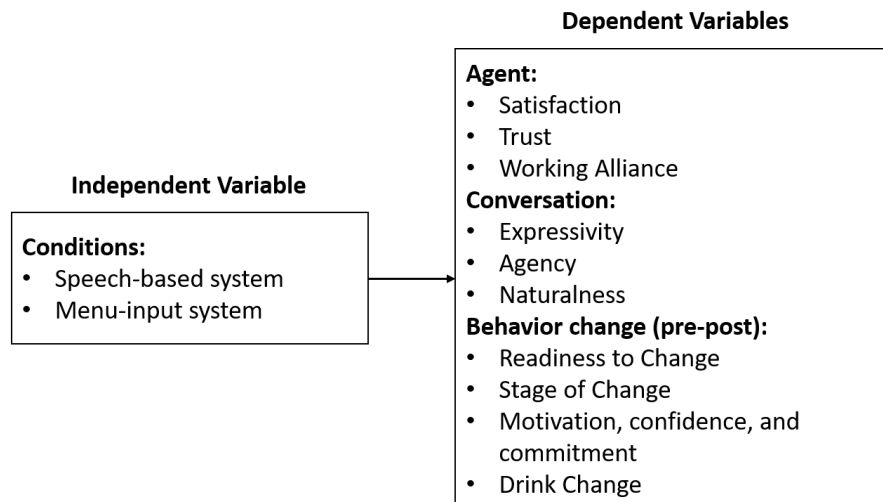 Independent Variable
Conditions:
• Speech-based system
• Menu-input system
Dependent Variables
Agent:
• Satisfaction
• Trust
• Working Alliance
Conversation:
• Expressivity
• Agency
• Naturalness
Behavior change (pre-post):
• Readiness to Change
• Stage of Change
• Motivation, confidence, and
commitment
• Drink Change